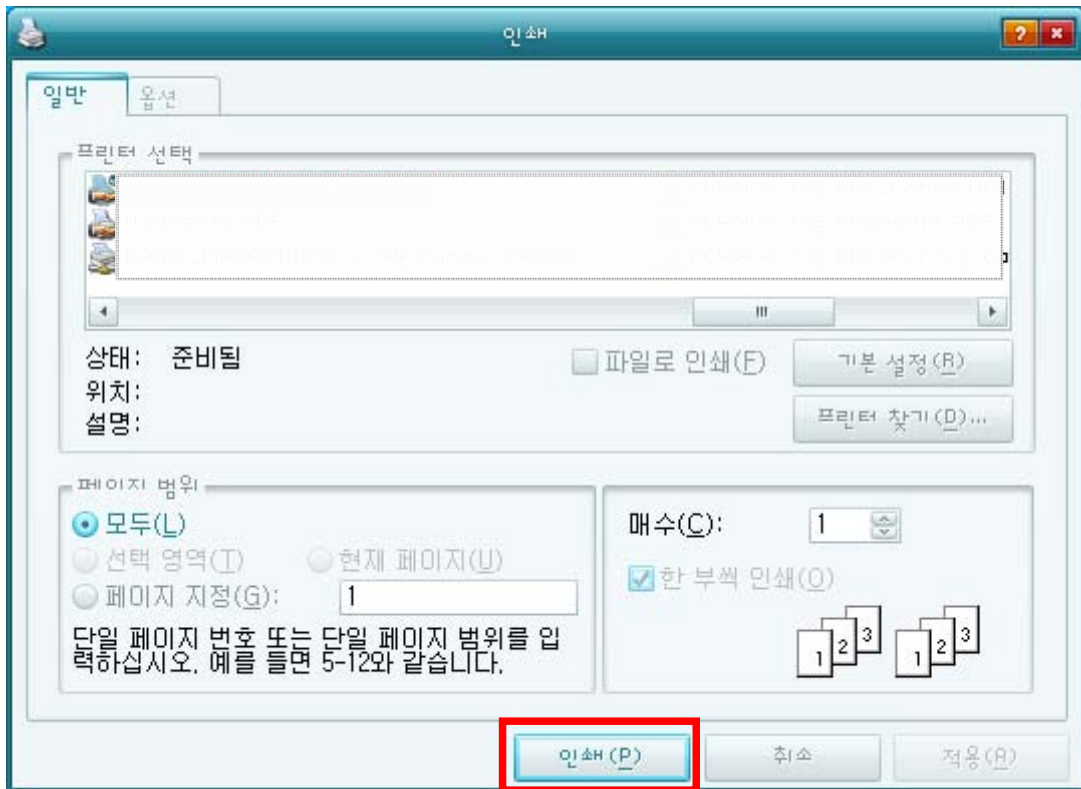 인쇄
일반 옵션
프린터 선택
상태: 준비됨
파일로 인쇄(F) 기본 설정(R)
위치:
설명:
프린터 찾기(D)...
페이지 범위
모두(L)
선택 영역(T) 현재 페이지(U)
페이지 지정(G): 1
단일 페이지 번호 또는 단일 페이지 범위를 입
력하십시오. 예를 들면 5-12와 같습니다.
매수(C): 1
한 부씩 인쇄(O)
1 2 3 1 2 3
인쇄(P) 취소 적용(A)